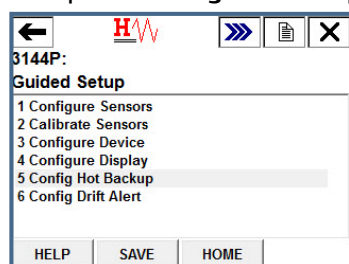 H
3144P:
Guided Setup
1 Configure Sensors
2 Calibrate Sensors
3 Configure Device
4 Configure Display
5 Config Hot Backup
6 Config Drift Alert
HELP SAVE HOME